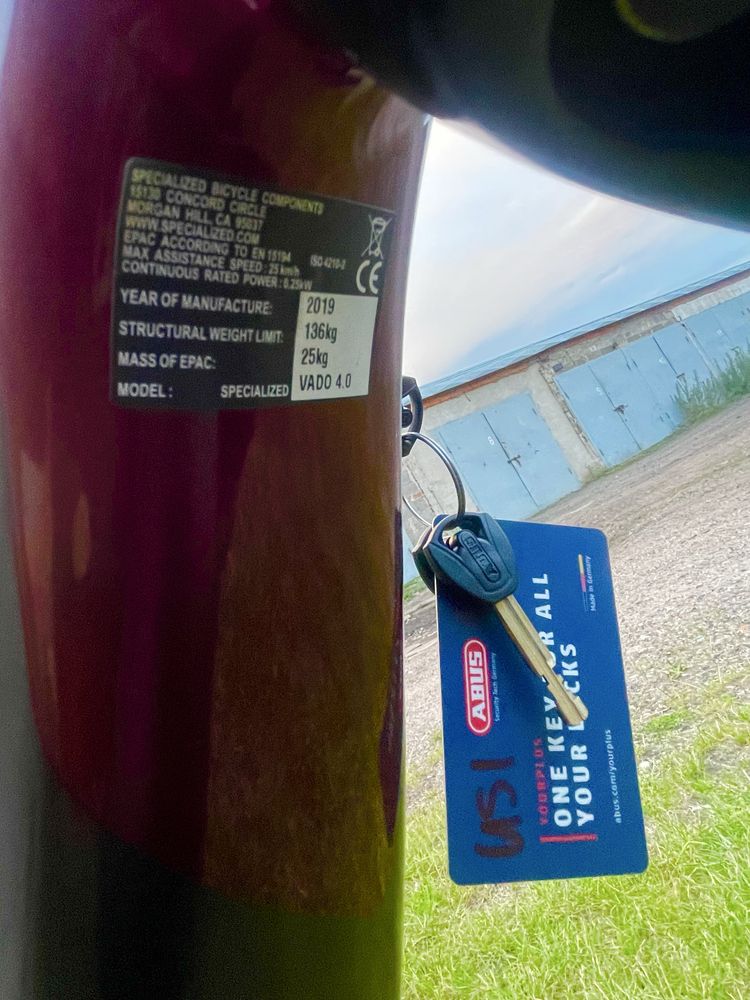 SPECIALIZED BICYCLE COMPONENTS
15130 CONCORD CIRCLE
MORGAN HILL, CA 95037
WWW.SPECIALIZED.COM
EPAC ACCORDING TO EN 15194
ISO 4210-2
MAX ASSISTANCE SPEED: 25 km/h
CONTINUOUS RATED POWER: 0.25kW
CE
YEAR OF MANUFACTURE: 2019
STRUCTURAL WEIGHT LIMIT: 136kg
MASS OF EPAC: 25kg
MODEL: SPECIALIZED VADO 4.0
ABUS
ABUS
Security Tech Germany
YOURPLUS
ONE KEY FOR ALL
YOUR LOCKS
abus.com/yourplus
Made in Germany